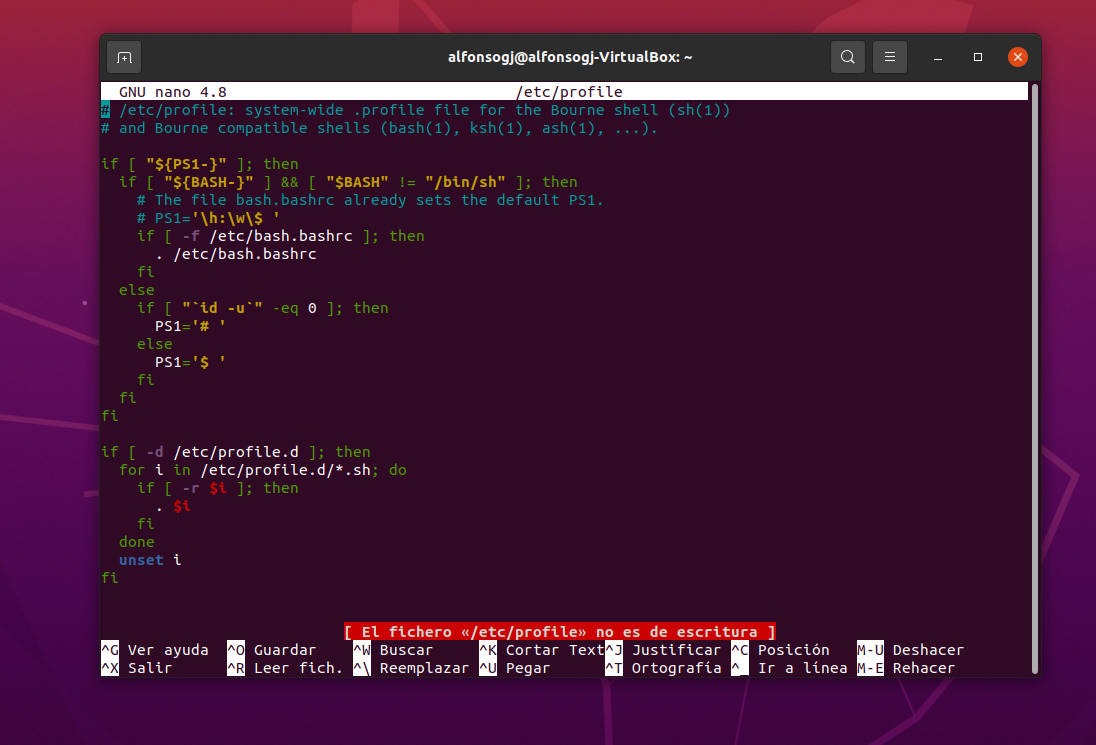 alfonsogj@alfonsogj-VirtualBox: ~
GNU nano 4.8 /etc/profile
# /etc/profile: system-wide .profile file for the Bourne shell (sh(1))
# and Bourne compatible shells (bash(1), ksh(1), ash(1), ...).

if [ "${PS1-}" ]; then
  if [ "${BASH-}" ] && [ "$BASH" != "/bin/sh" ]; then
    # The file bash.bashrc already sets the default PS1.
    # PS1='\h:\w\$ '
    if [ -f /etc/bash.bashrc ]; then
      . /etc/bash.bashrc
    fi
  else
    if [ "`id -u`" -eq 0 ]; then
      PS1='# '
    else
      PS1='$ '
    fi
  fi
fi

if [ -d /etc/profile.d ]; then
  for i in /etc/profile.d/*.sh; do
    if [ -r $i ]; then
      . $i
    fi
  done
  unset i
fi

[ El fichero «/etc/profile» no es de escritura ]
^G Ver ayuda ^O Guardar ^W Buscar ^K Cortar Text ^J Justificar ^C Posición M-U Deshacer
^X Salir ^R Leer fich. ^\ Reemplazar ^U Pegar ^T Ortografía ^_ Ir a línea M-E Rehacer